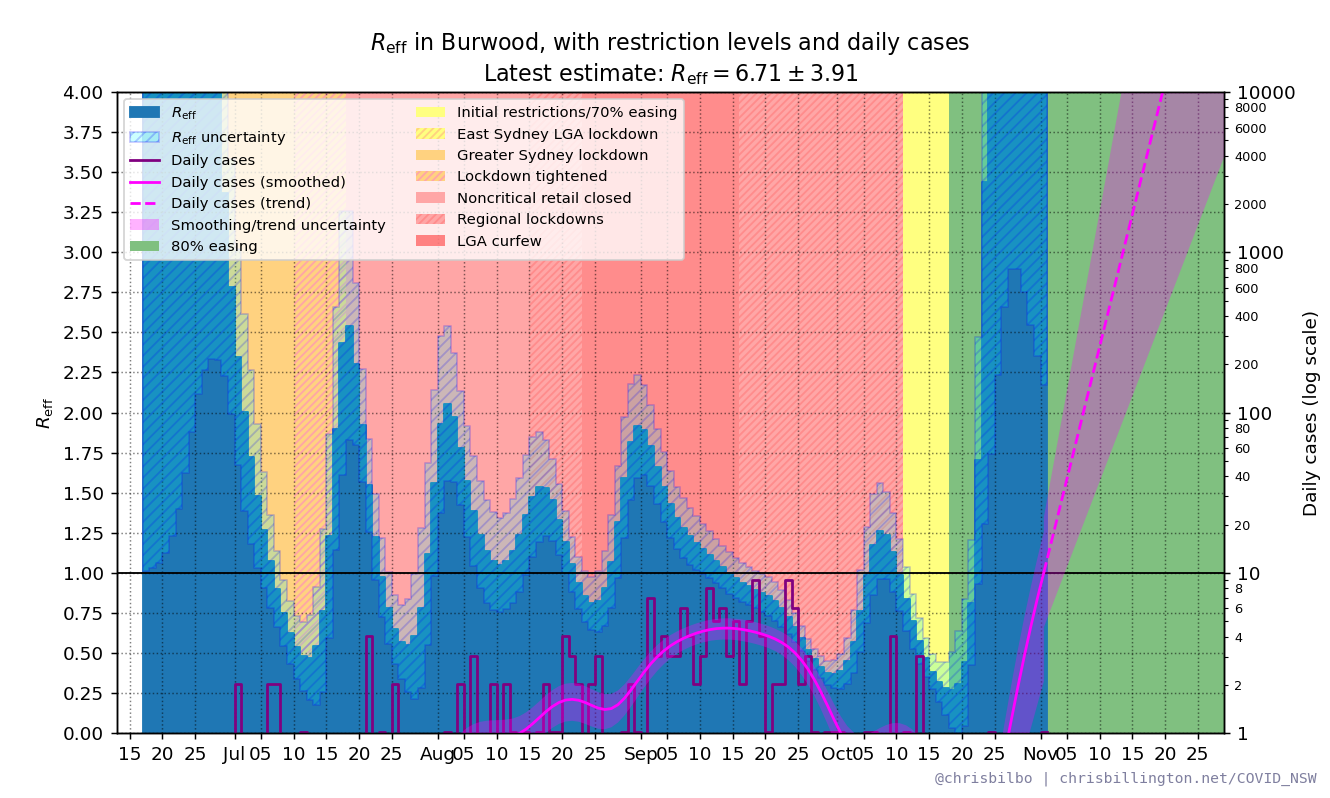 Reff in Burwood, with restriction levels and daily cases
Latest estimate: Reff = 6.71 ± 3.91
Reff
Reff uncertainty
Daily cases
Daily cases (smoothed)
Daily cases (trend)
Smoothing/trend uncertainty
80% easing
Initial restrictions/70% easing
East Sydney LGA lockdown
Greater Sydney lockdown
Lockdown tightened
Noncritical retail closed
Regional lockdowns
LGA curfew
Reff
4.00
3.75
3.50
3.25
3.00
2.75
2.50
2.25
2.00
1.75
1.50
1.25
1.00
0.75
0.50
0.25
0.00
10000
8000
6000
4000
2000
1000
800
600
400
200
100
80
60
40
20
10
8
6
4
2
1
Daily cases (log scale)
15 20 25 Jul 05 10 15 20 25 Aug 05 10 15 20 25 Sep 05 10 15 20 25 Oct 05 10 15 20 25 Nov 05 10 15 20 25
@chrisbilbo | chrisbillington.net/COVID_NSW